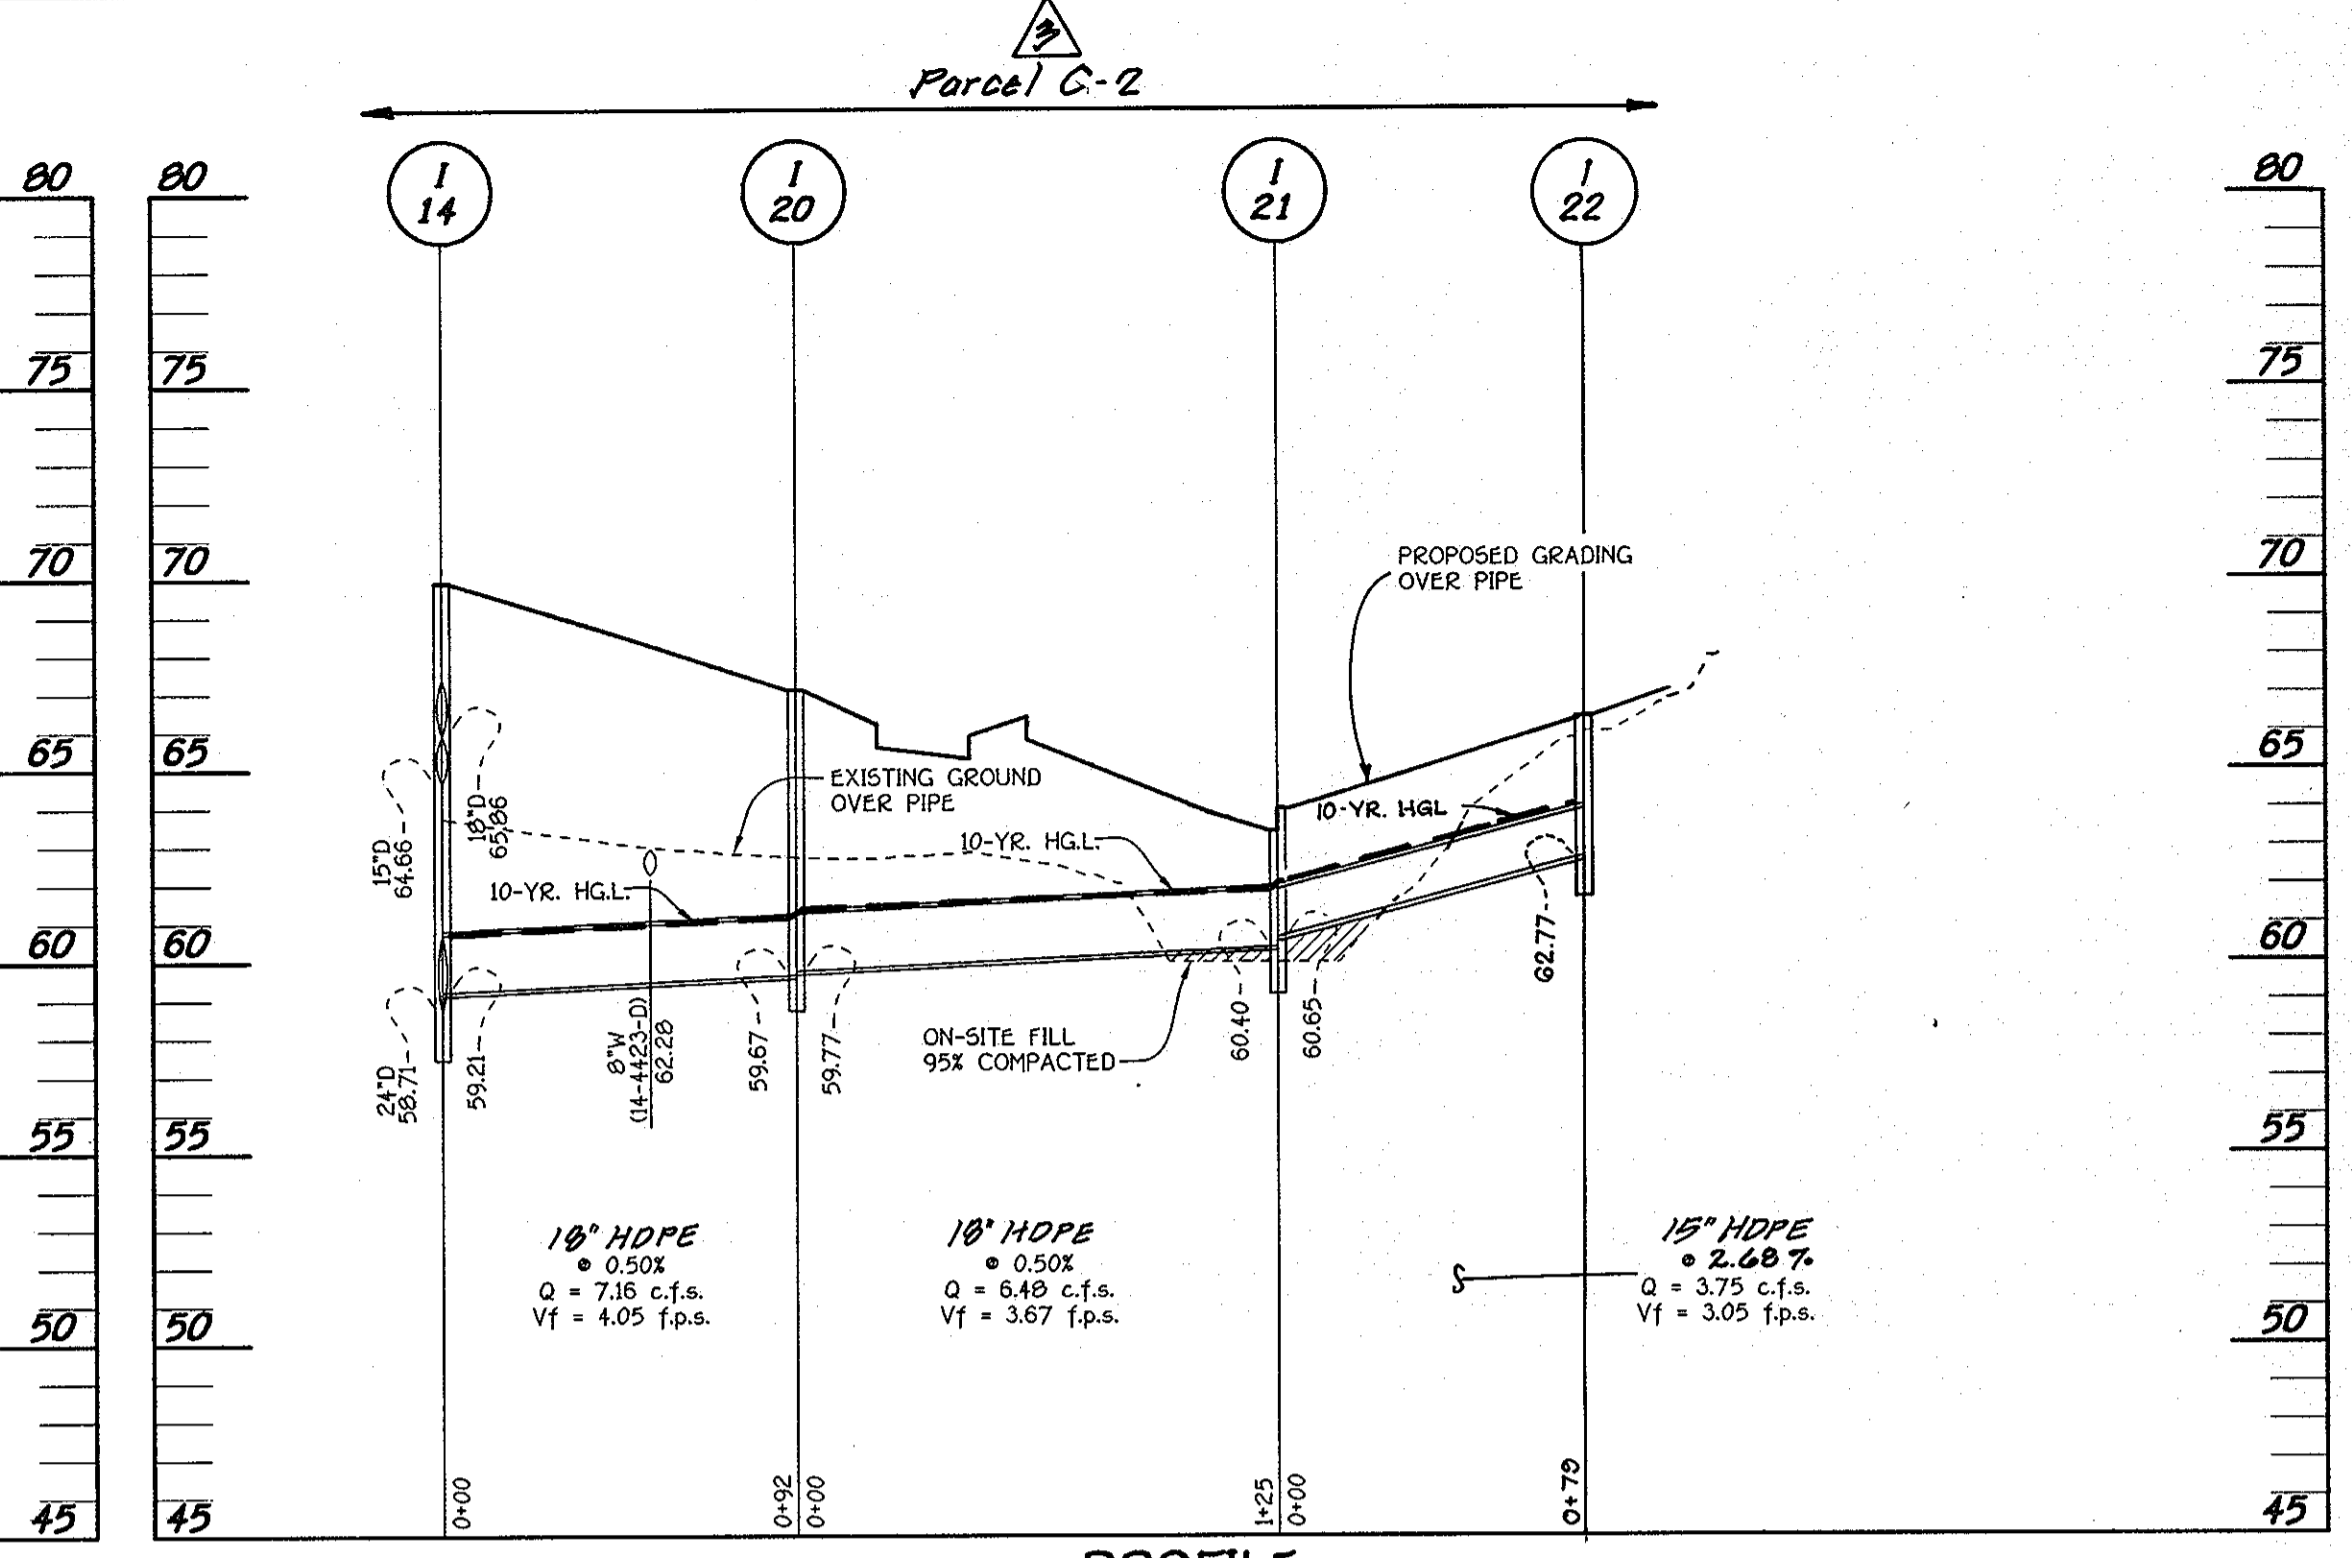 3
Parcel C-2
I
14
I
20
I
21
I
22
80
80
80
75
75
75
70
70
70
65
65
65
60
60
60
55
55
55
50
50
50
45
45
45
PROPOSED GRADING
OVER PIPE
EXISTING GROUND
OVER PIPE
10-YR. HGL
10-YR. HG.L.
10-YR. HG.L.
15"D
64.66
18"D
65.86
24"D
58.71
59.21
8"W
(14-4423-D)
62.28
59.67
59.77
ON-SITE FILL
95% COMPACTED
60.40
60.65
62.77
18" HDPE
@ 0.50%
Q = 7.16 c.f.s.
Vf = 4.05 f.p.s.
18" HDPE
@ 0.50%
Q = 6.48 c.f.s.
Vf = 3.67 f.p.s.
15" HDPE
@ 2.68 %
Q = 3.75 c.f.s.
Vf = 3.05 f.p.s.
0+00
0+92
0+00
1+25
0+00
0+79
PROFILE